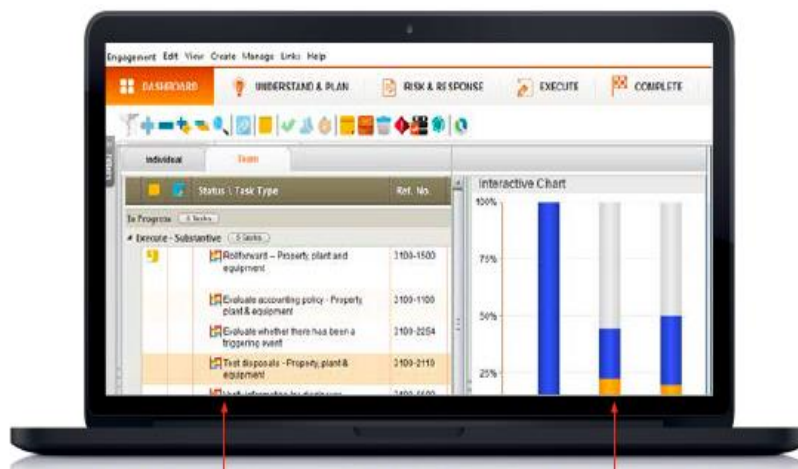 Engagement Edit View Create Manage Links Help
DASHBOARD UNDERSTAND & PLAN RISK & RESPONSE EXECUTE COMPLETE
Individual Team
Status \ Task Type Ref. No.
Interactive Chart
100%
To Progress
Execute - Substantive
Rollforward – Property, plant and
equipment 3100-1500
75%
Evaluate accounting policy - Property,
plant & equipment 3100-1100
50%
Evaluate whether there has been a
triggering event 3100-2254
Test disposals - Property, plant &
equipment 3100-2110
25%